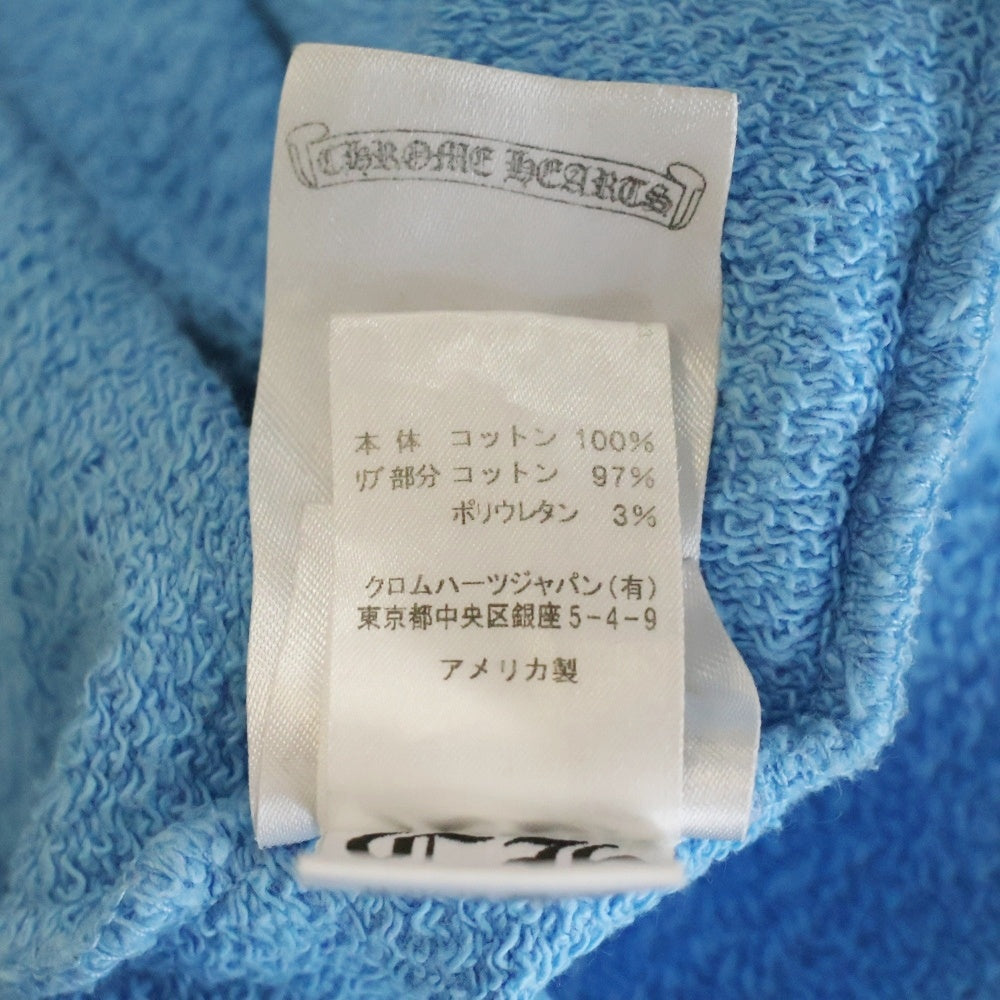 CHROME HEARTS
本体 コットン 100%
リブ部分 コットン 97%
ポリウレタン 3%
クロムハーツジャパン(有)
東京都中央区銀座5-4-9
アメリカ製